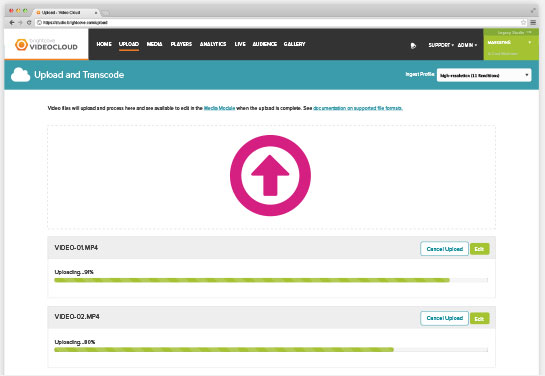 Upload - Video Cloud
https://studio.brightcove.com/upload
brightcove
VIDEOCLOUD
HOME UPLOAD MEDIA PLAYERS ANALYTICS LIVE AUDIENCE GALLERY
SUPPORT ADMIN
Upload and Transcode
Ingest Profile: high-resolution (11 Renditions)
Video files will upload and process here and are available to edit in the Media Module when the upload is complete. See documentation on supported file formats.
VIDEO-01.MP4
Cancel Upload Edit
Uploading...91%
VIDEO-02.MP4
Cancel Upload Edit
Uploading...80%